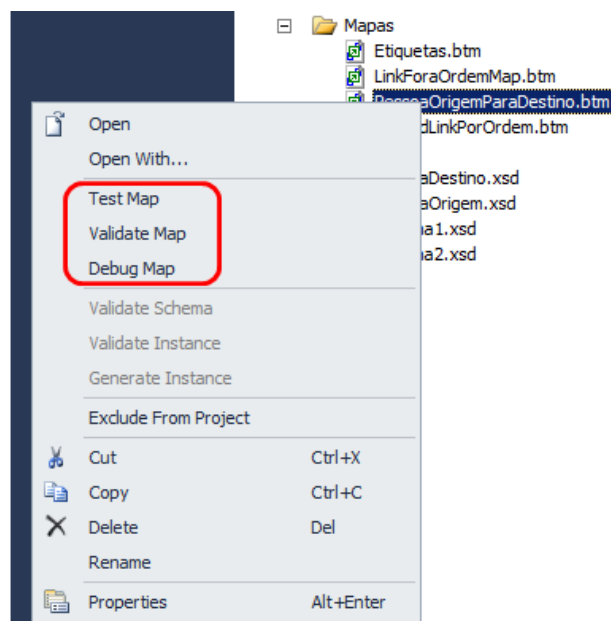 Mapas
Etiquetas.btm
LinkForaOrdemMap.btm
PessoaOrigemParaDestino.btm
dLinkPorOrdem.btm
aDestino.xsd
aOrigem.xsd
a1.xsd
a2.xsd
Open
Open With...
Test Map
Validate Map
Debug Map
Validate Schema
Validate Instance
Generate Instance
Exclude From Project
Cut Ctrl+X
Copy Ctrl+C
Delete Del
Rename
Properties Alt+Enter